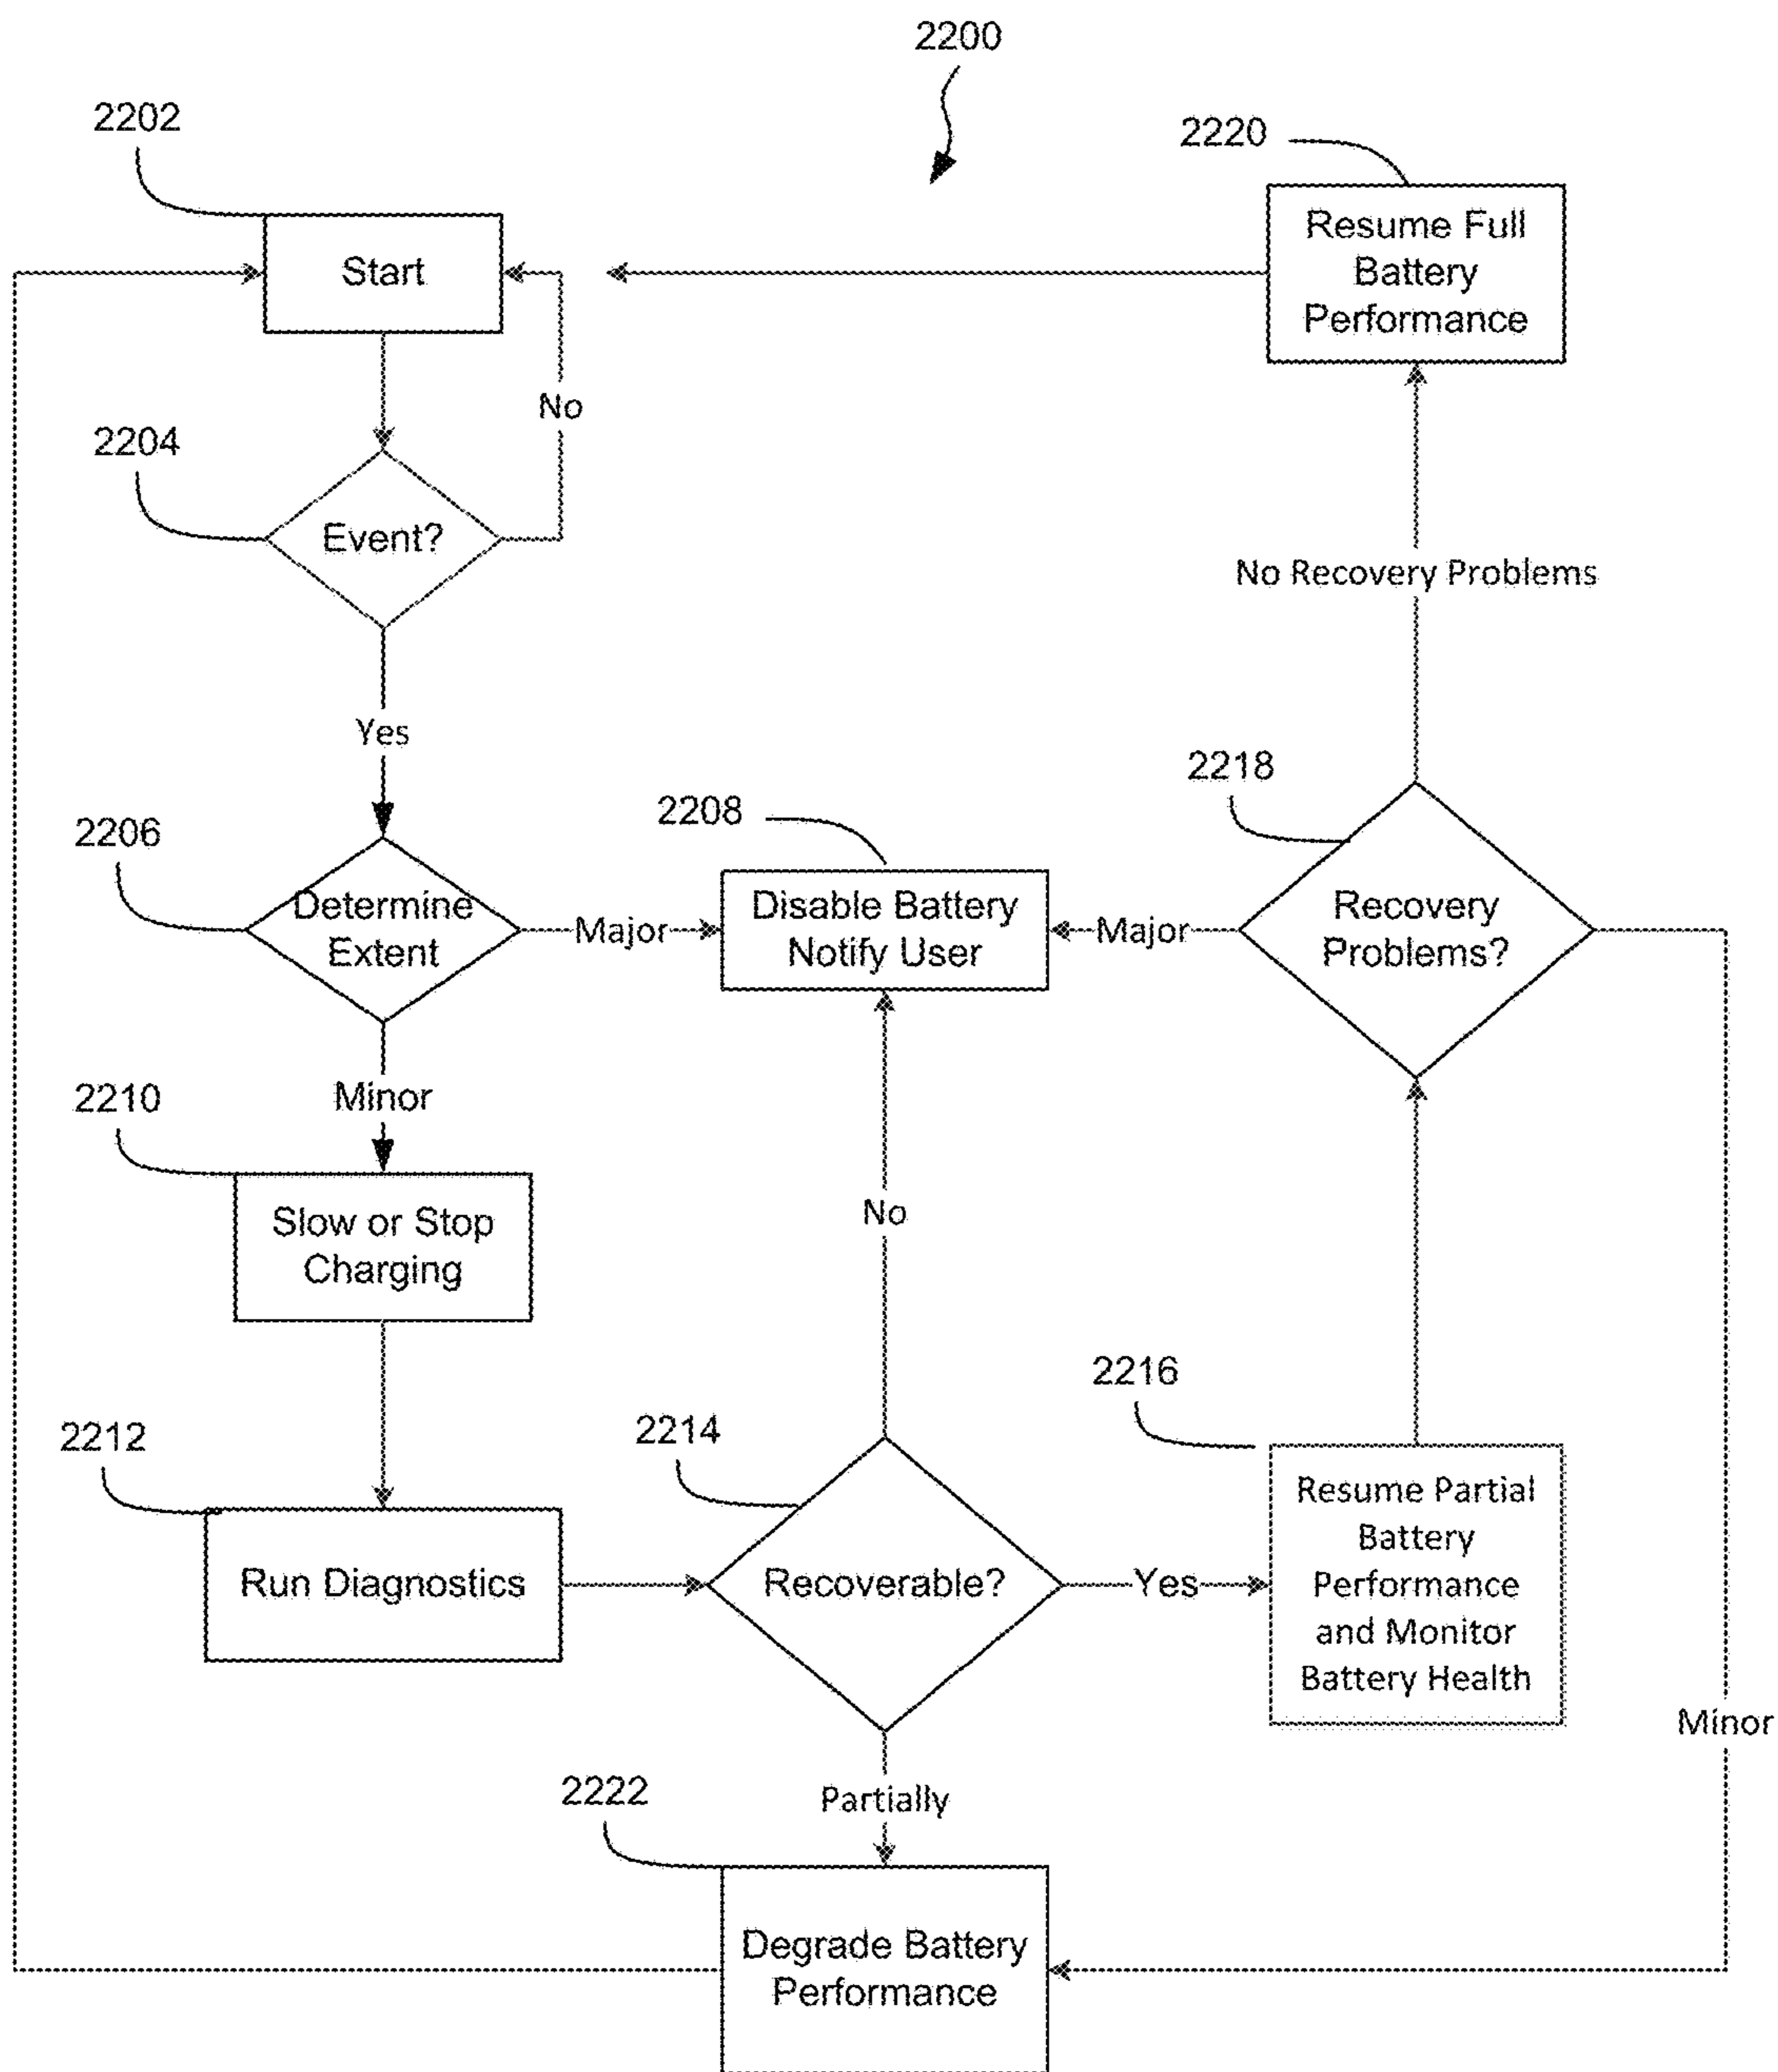 2200
2202
2220
Start
Resume Full
Battery
Performance
No
2204
Event?
No Recovery Problems
Yes
2206
2208
2218
Determine
Extent
Major
Disable Battery
Notify User
Major
Recovery
Problems?
2210
Minor
Slow or Stop
Charging
No
2212
2214
2216
Run Diagnostics
Recoverable?
Yes
Resume Partial
Battery
Performance
and Monitor
Battery Health
Minor
2222
Partially
Degrade Battery
Performance